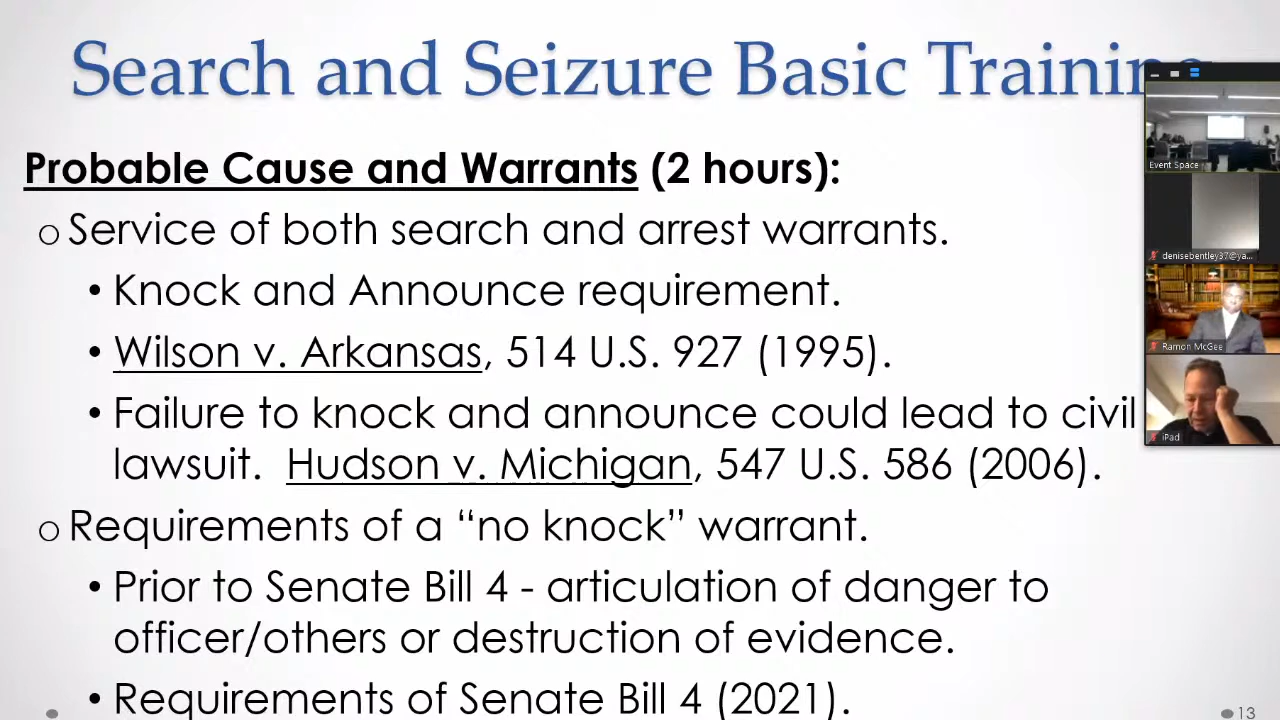 Search and Seizure Basic Training
Probable Cause and Warrants (2 hours):
o Service of both search and arrest warrants.
• Knock and Announce requirement.
• Wilson v. Arkansas, 514 U.S. 927 (1995).
• Failure to knock and announce could lead to civil
lawsuit. Hudson v. Michigan, 547 U.S. 586 (2006).
o Requirements of a “no knock” warrant.
• Prior to Senate Bill 4 - articulation of danger to
officer/others or destruction of evidence.
• Requirements of Senate Bill 4 (2021).
13
Event Space
denisebentley37@ya...
Ramon McGee
iPad